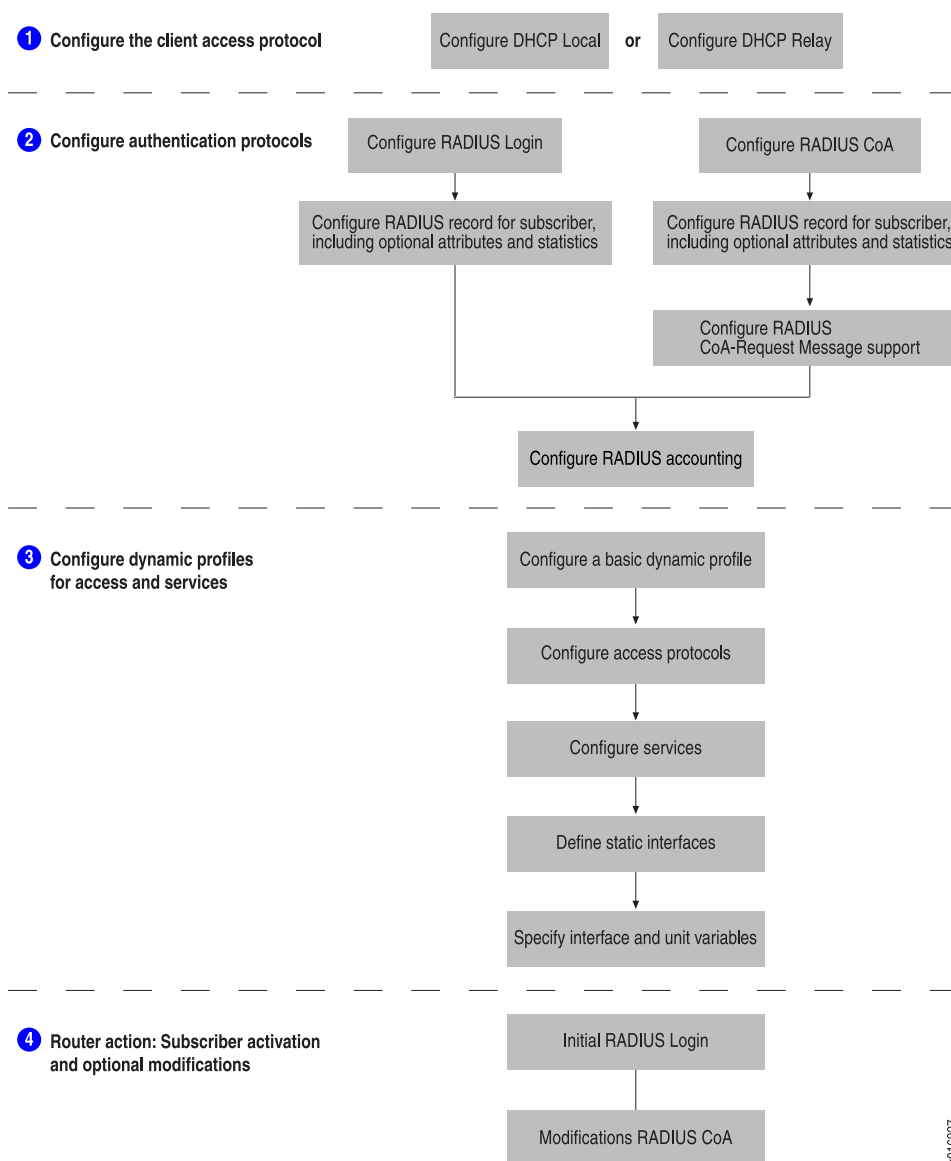 1 Configure the client access protocol
Configure DHCP Local or Configure DHCP Relay
2 Configure authentication protocols
Configure RADIUS Login
Configure RADIUS CoA
Configure RADIUS record for subscriber,
including optional attributes and statistics
Configure RADIUS record for subscriber,
including optional attributes and statistics
Configure RADIUS
CoA-Request Message support
Configure RADIUS accounting
3 Configure dynamic profiles
for access and services
Configure a basic dynamic profile
Configure access protocols
Configure services
Define static interfaces
Specify interface and unit variables
4 Router action: Subscriber activation
and optional modifications
Initial RADIUS Login
Modifications RADIUS CoA